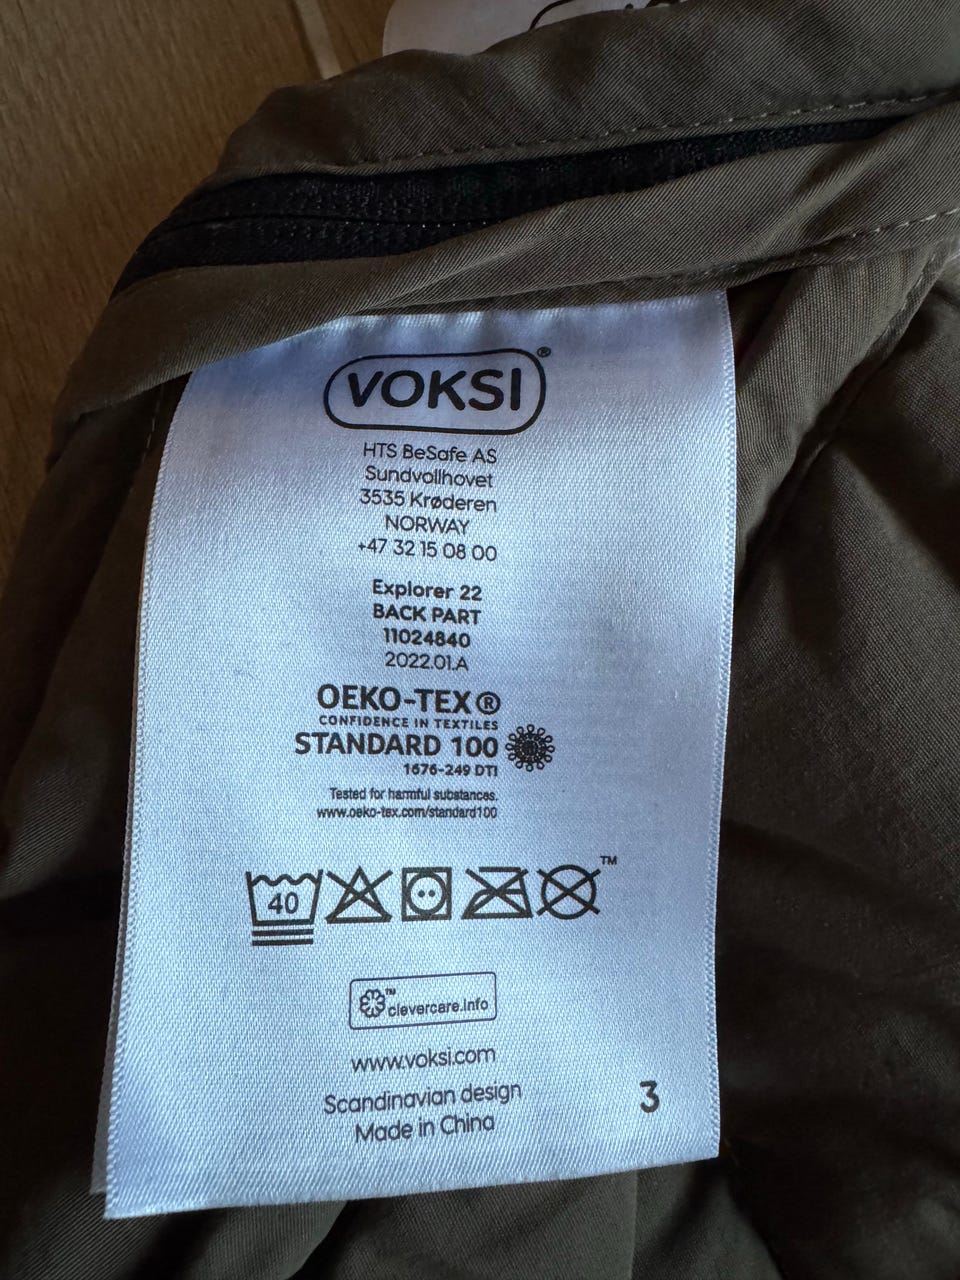 VOKSI®
HTS BeSafe AS
Sundvollhovet
3535 Krøderen
NORWAY
+47 32 15 08 00
Explorer 22
BACK PART
11024840
2022.01.A
OEKO-TEX®
CONFIDENCE IN TEXTILES
STANDARD 100
1676-249 DTI
Tested for harmful substances.
www.oeko-tex.com/standard100
40 ™
™ clevercare.info
www.voksi.com
Scandinavian design
Made in China
3